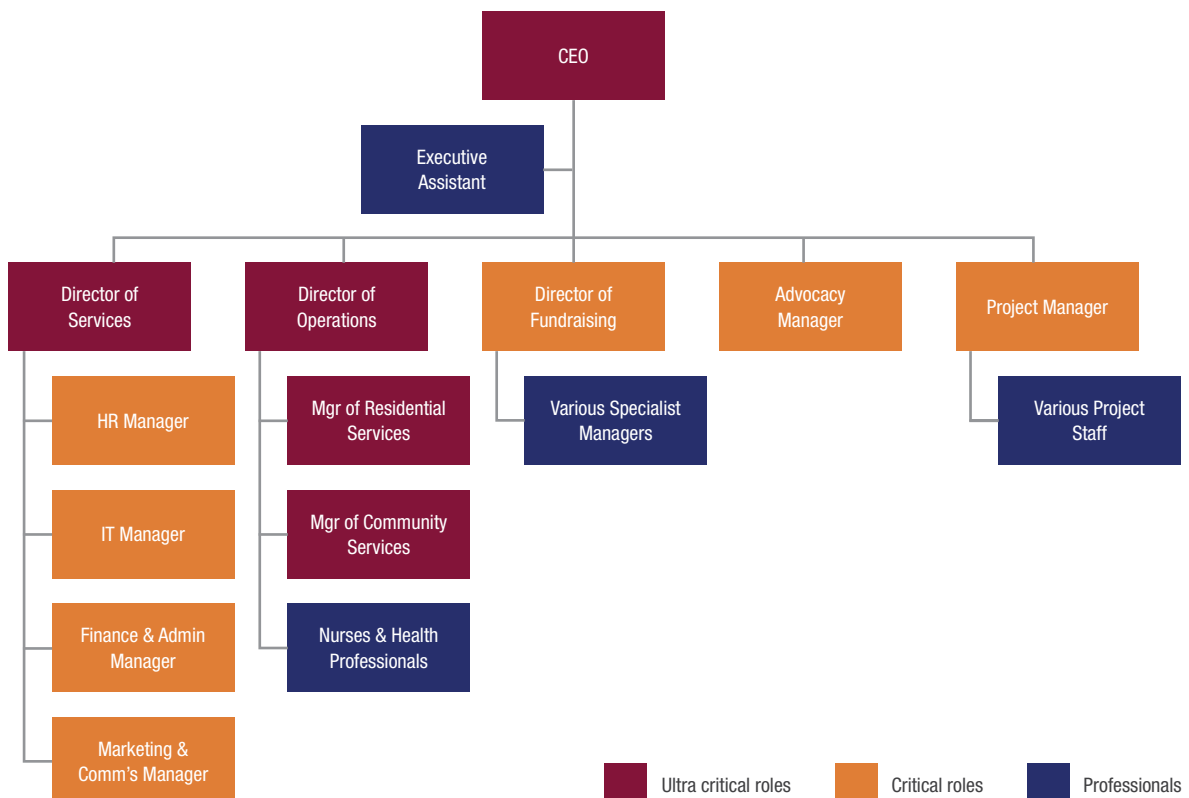 CEO
Executive
Assistant
Director of
Services
Director of
Operations
Director of
Fundraising
Advocacy
Manager
Project Manager
HR Manager
Mgr of Residential
Services
Various Specialist
Managers
Various Project
Staff
IT Manager
Mgr of Community
Services
Finance & Admin
Manager
Nurses & Health
Professionals
Marketing &
Comm's Manager
Ultra critical roles
Critical roles
Professionals